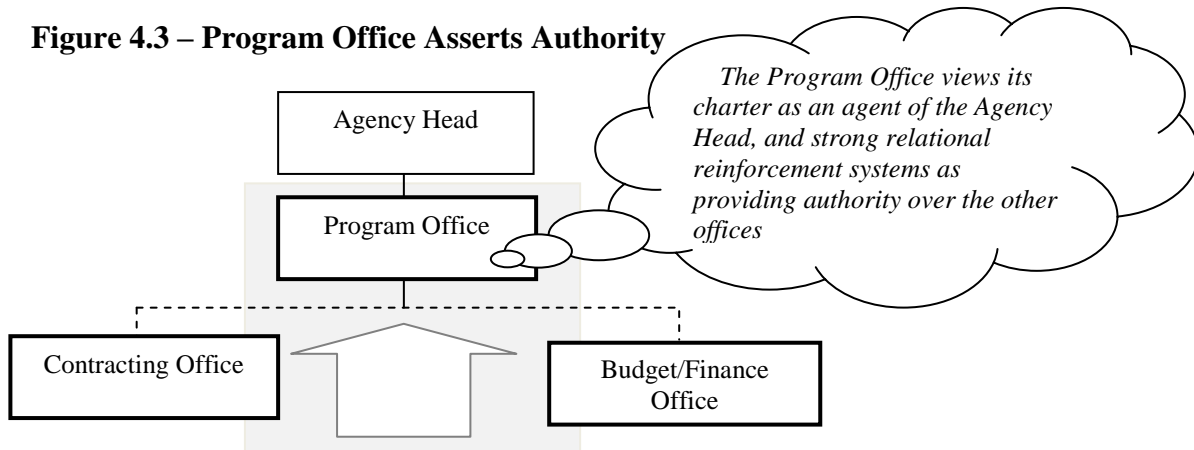 Figure 4.3 – Program Office Asserts Authority
The Program Office views its
charter as an agent of the Agency
Head, and strong relational
reinforcement systems as
providing authority over the other
offices
Agency Head
Program Office
Contracting Office
Budget/Finance
Office